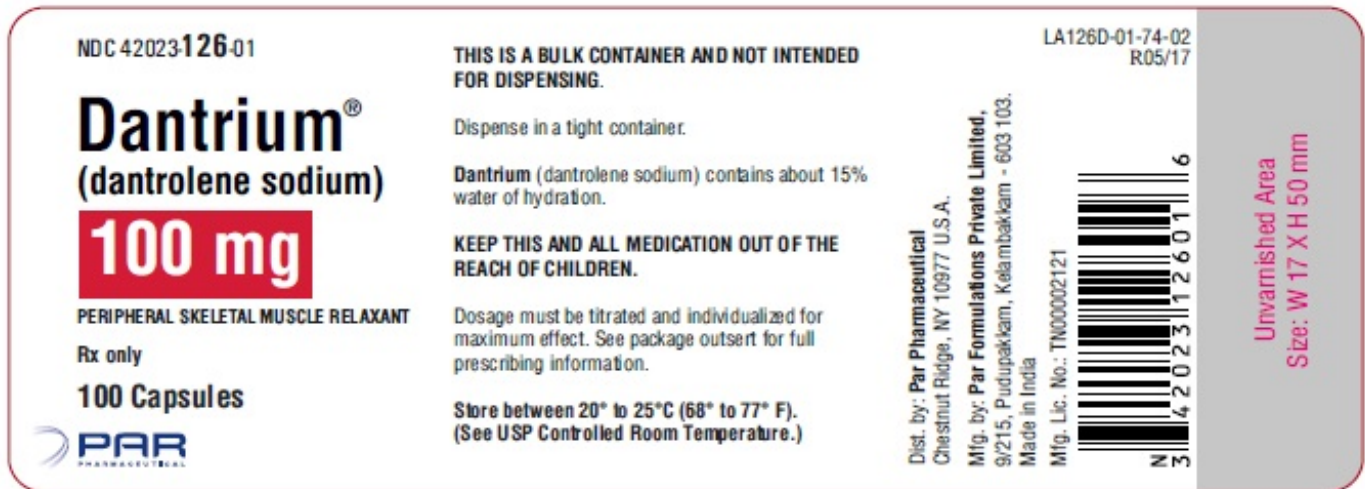 NDC 42023-126-01
Dantrium®
(dantrolene sodium)
100 mg
PERIPHERAL SKELETAL MUSCLE RELAXANT
Rx only
100 Capsules
PAR
PHARMACEUTICAL
THIS IS A BULK CONTAINER AND NOT INTENDED
FOR DISPENSING.
Dispense in a tight container.
Dantrium (dantrolene sodium) contains about 15%
water of hydration.
KEEP THIS AND ALL MEDICATION OUT OF THE
REACH OF CHILDREN.
Dosage must be titrated and individualized for
maximum effect. See package outsert for full
prescribing information.
Store between 20° to 25°C (68° to 77° F).
(See USP Controlled Room Temperature.)
LA126D-01-74-02
R05/17
Dist. by: Par Pharmaceutical
Chestnut Ridge, NY 10977 U.S.A.
Mfg. by: Par Formulations Private Limited,
9/215, Pudupakkam, Kelambakkam - 603 103.
Made in India
Mfg. Lic. No.: TN00002121
N
3 42023 12601 6
Unvarnished Area
Size: W 17 X H 50 mm